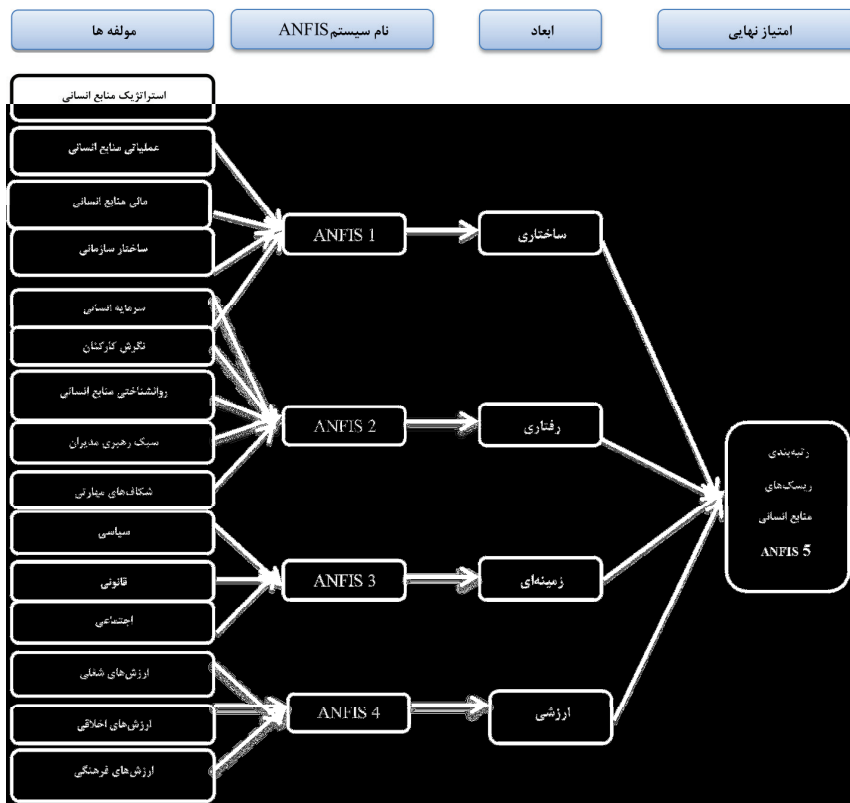 مولفه ها
نام سیستم ANFIS
ابعاد
امتیاز نهایی
استراتژیک منابع انسانی
عملیاتی منابع انسانی
مالی منابع انسانی
ساختار سازمانی
سرمایه انسانی
نگرش کارکنان
روانشناختی منابع انسانی
سبک رهبری مدیران
شکاف‌های مهارتی
سیاسی
قانونی
اجتماعی
ارزش‌های شغلی
ارزش‌های اخلاقی
ارزش‌های فرهنگی
ANFIS 1
ANFIS 2
ANFIS 3
ANFIS 4
ساختاری
رفتاری
زمینه‌ای
ارزشی
رتبه‌بندی
ریسک‌های
منابع انسانی
ANFIS 5